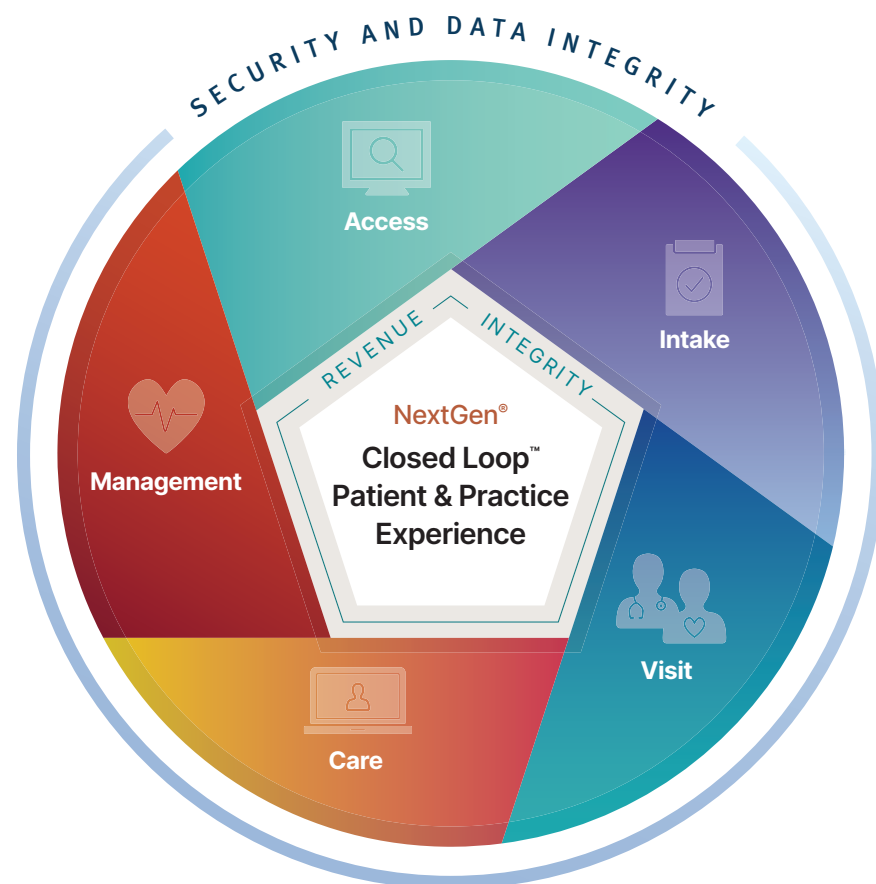 SECURITY AND DATA INTEGRITY
Access
Intake
REVENUE INTEGRITY
NextGen®
Closed Loop™
Patient & Practice
Experience
Management
Visit
Care